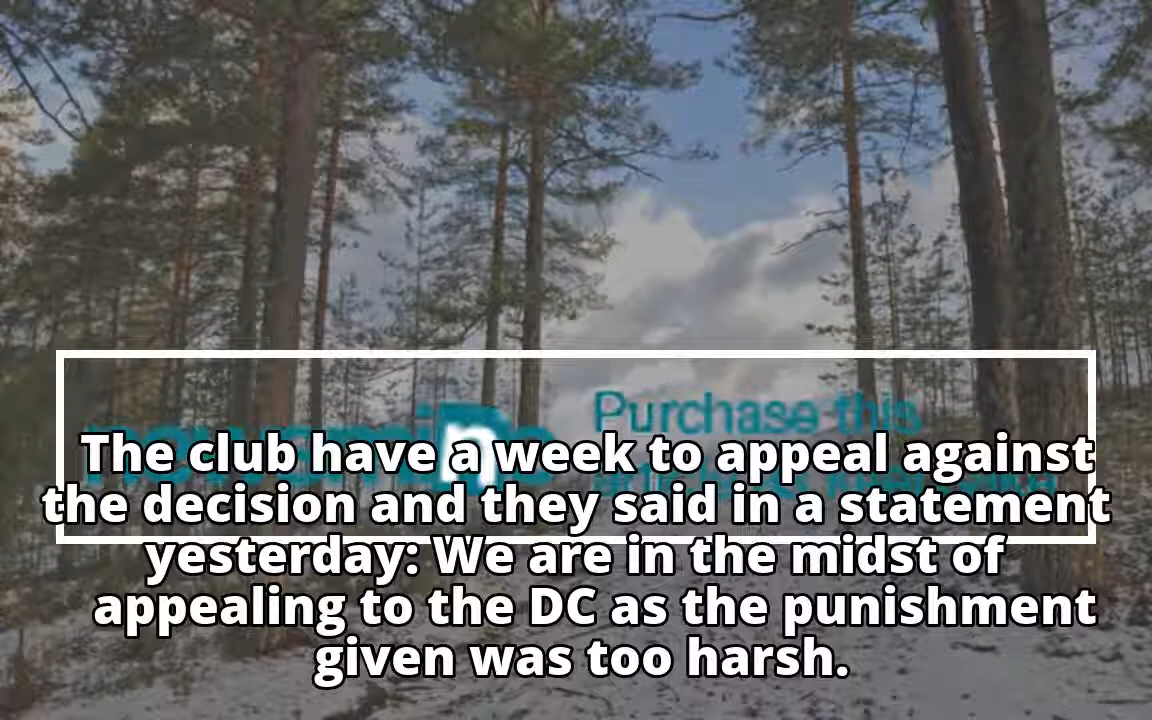 Purchase this
The club have a week to appeal against
the decision and they said in a statement
yesterday: We are in the midst of
appealing to the DC as the punishment
given was too harsh.